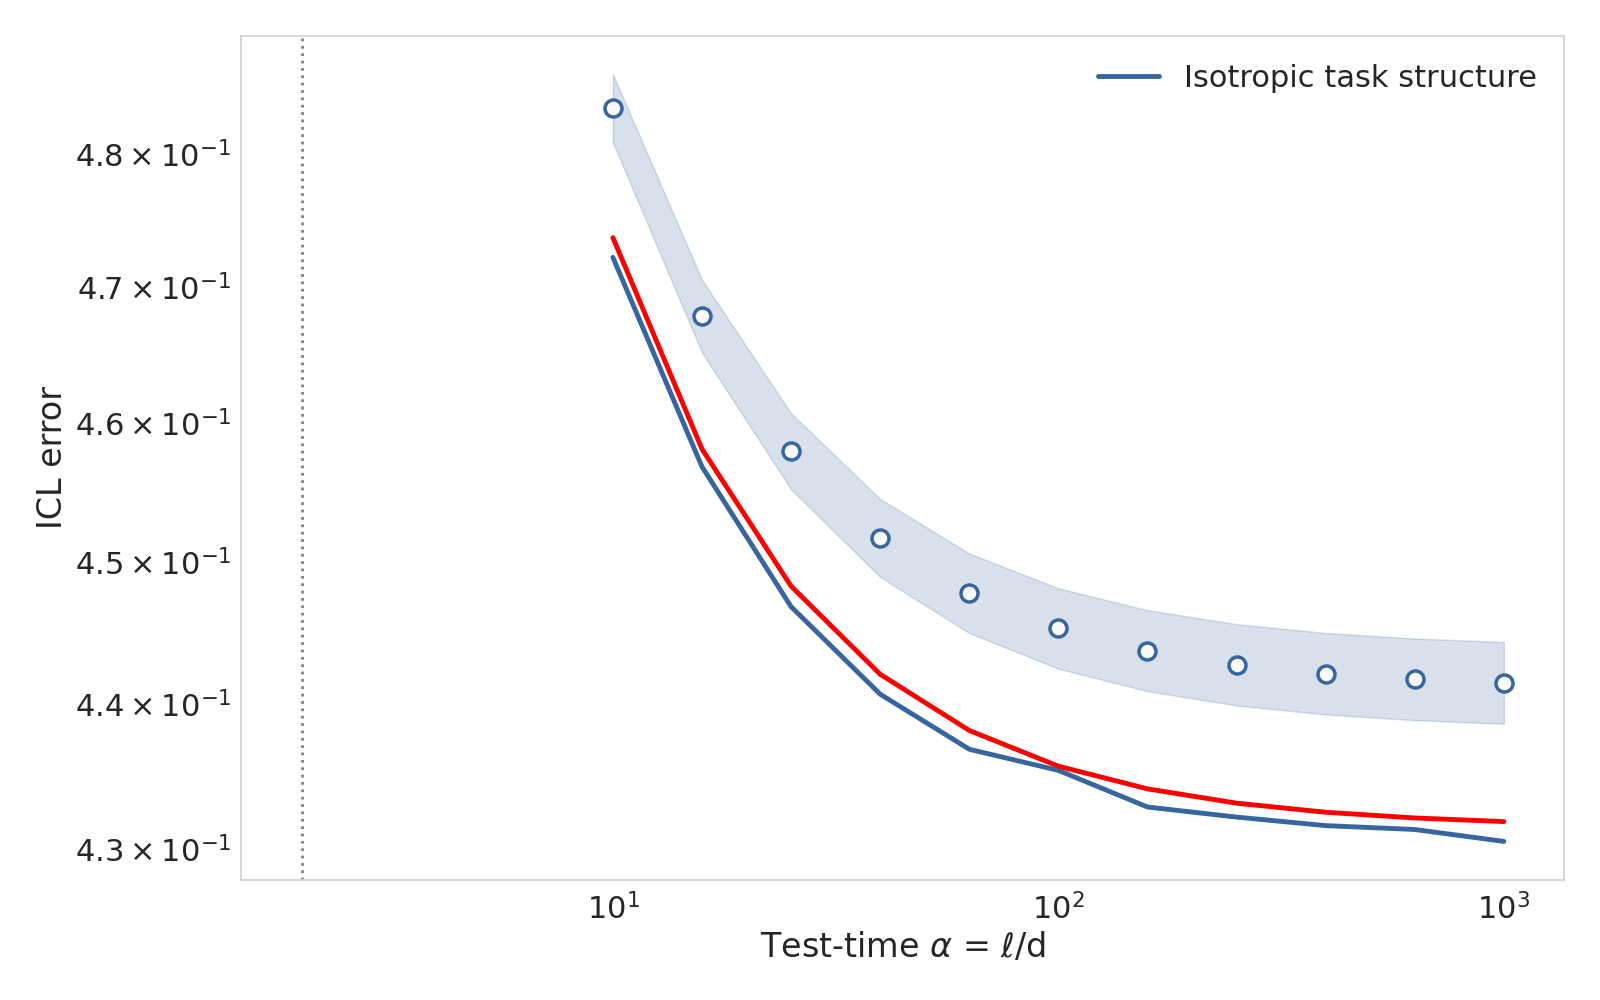 Isotropic task structure
4.8 × 10⁻¹
4.7 × 10⁻¹
4.6 × 10⁻¹
4.5 × 10⁻¹
4.4 × 10⁻¹
4.3 × 10⁻¹
ICL error
10¹ 10² 10³
Test-time α = ℓ/d